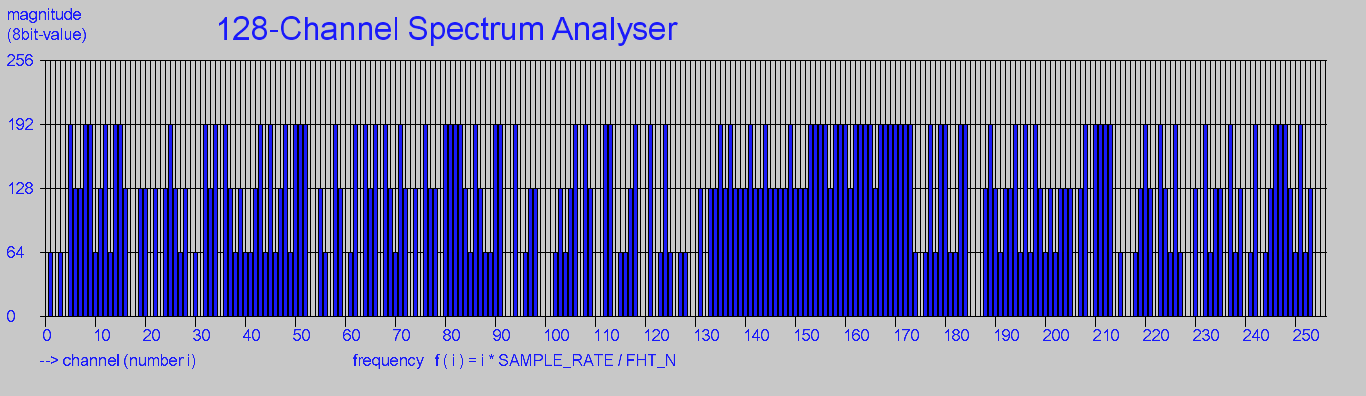 magnitude
(8bit-value)
128-Channel Spectrum Analyser
256
192
128
64
0
0 10 20 30 40 50 60 70 80 90 100 110 120 130 140 150 160 170 180 190 200 210 220 230 240 250
--> channel (number i)
frequency f ( i ) = i * SAMPLE_RATE / FHT_N